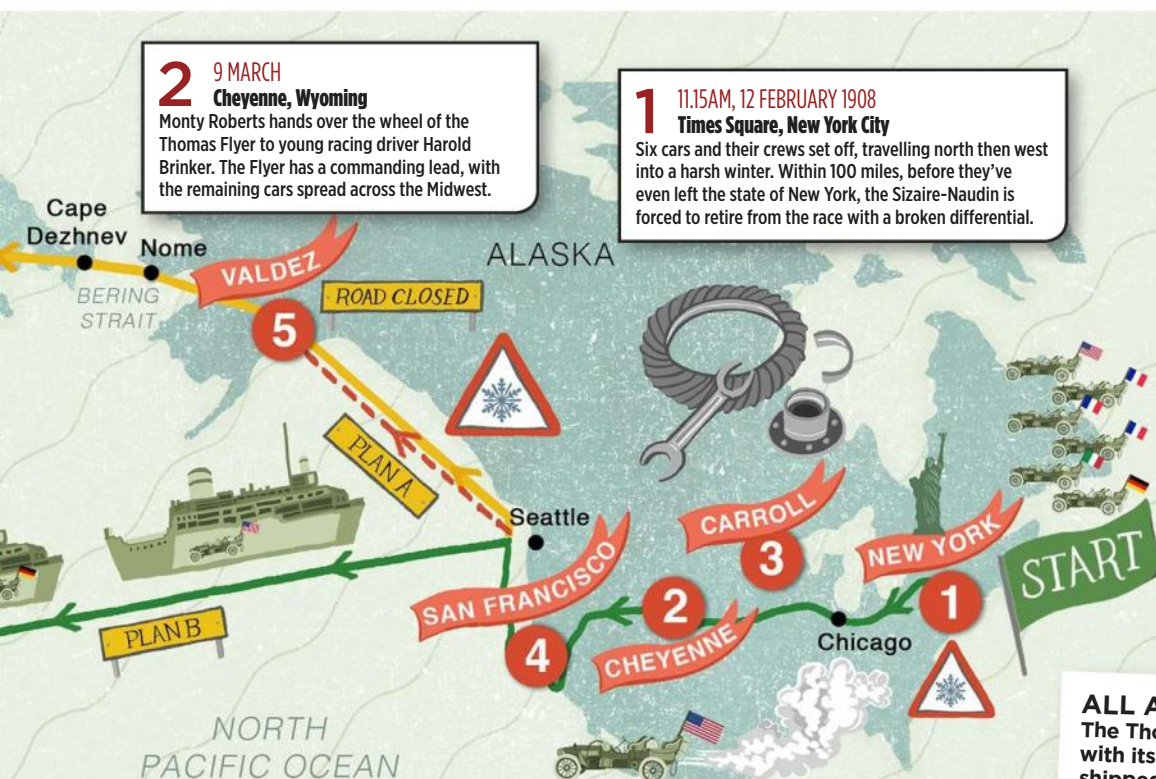 2 9 MARCH
Cheyenne, Wyoming
Monty Roberts hands over the wheel of the
Thomas Flyer to young racing driver Harold
Brinker. The Flyer has a commanding lead, with
the remaining cars spread across the Midwest.
1 11.15AM, 12 FEBRUARY 1908
Times Square, New York City
Six cars and their crews set off, travelling north then west
into a harsh winter. Within 100 miles, before they've
even left the state of New York, the Sizaire-Naudin is
forced to retire from the race with a broken differential.
Cape
Dezhnev
Nome
BERING
STRAIT
VALDEZ
5
ROAD CLOSED
ALASKA
PLAN A
Seattle
SAN FRANCISCO
4
CARROLL
3
2
CHEYENNE
NEW YORK
1
START
Chicago
PLAN B
NORTH
PACIFIC OCEAN
ALL A
The Tho
with its
shipped